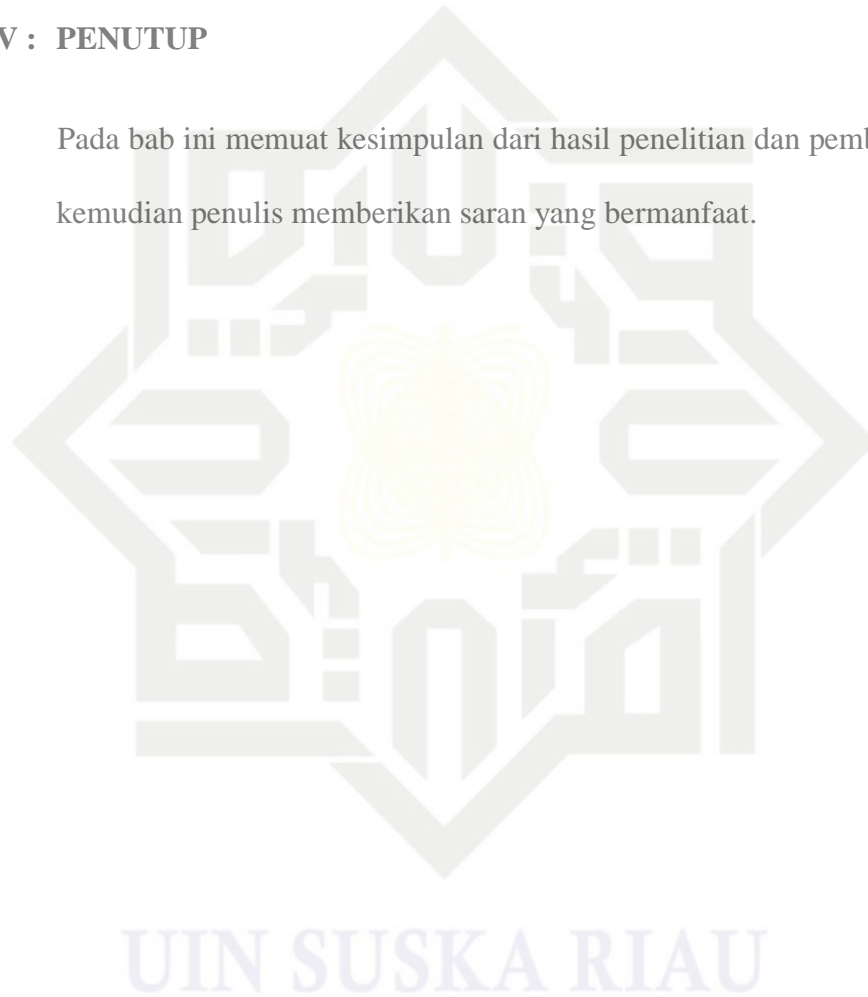 V : PENUTUP
Pada bab ini memuat kesimpulan dari hasil penelitian dan
kemudian penulis memberikan saran yang bermanfaat.
UIN SUSKA RIAU